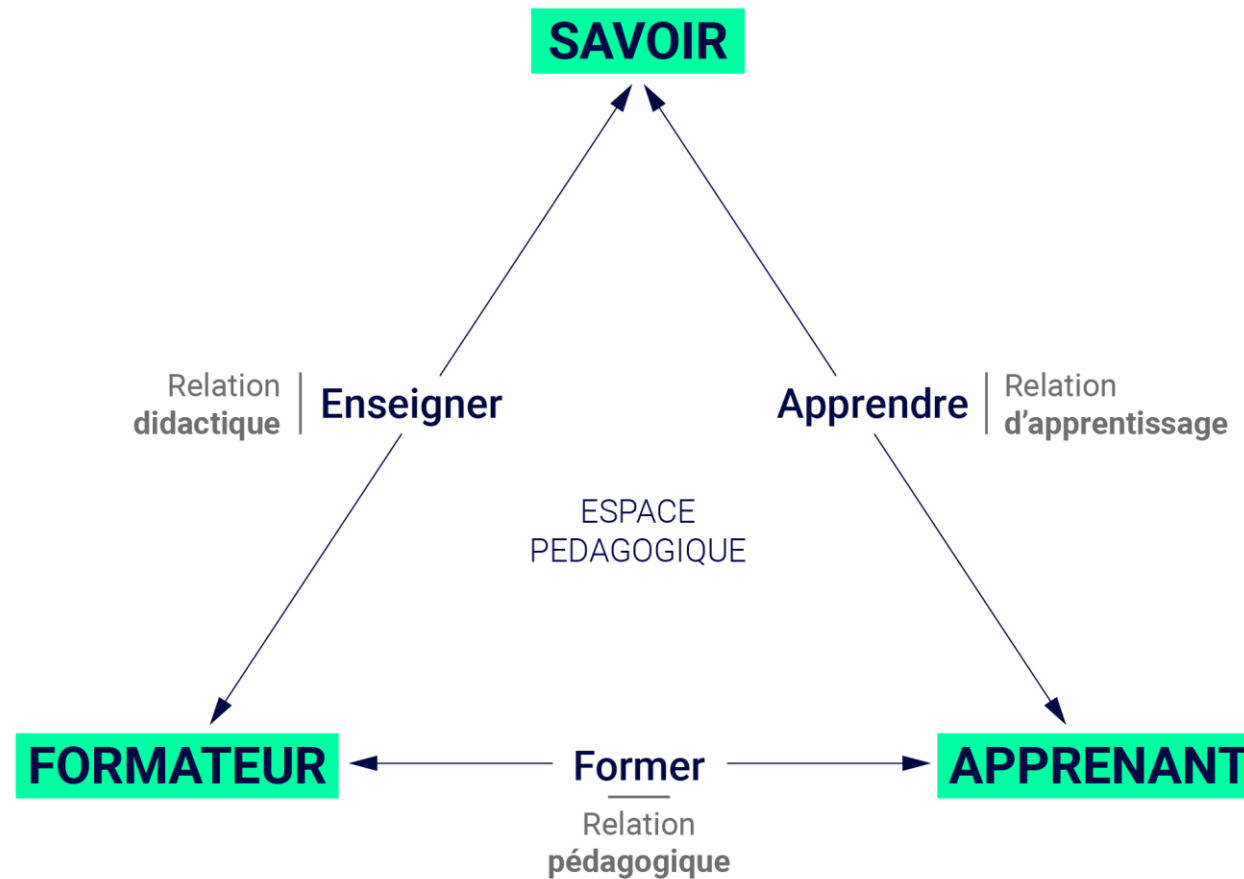 SAVOIR
Relation
didactique
Enseigner
Apprendre
Relation
d’apprentissage
ESPACE
PEDAGOGIQUE
FORMATEUR
Former
APPRENANT
Relation
pédagogique